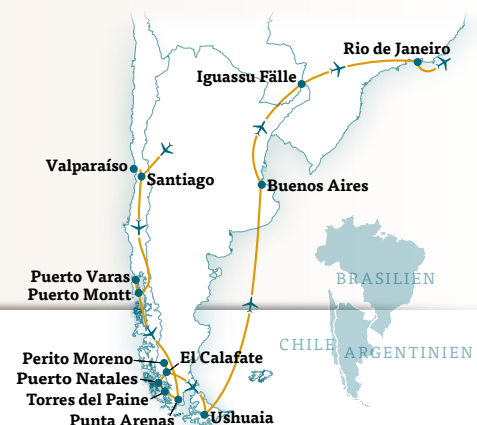 Rio de Janeiro
Iguassu Fälle
Valparaíso
Santiago
Buenos Aires
Puerto Varas
BRASILIEN
Puerto Montt
CHILE
ARGENTINIEN
Perito Moreno
El Calafate
Puerto Natales
Torres del Paine
Punta Arenas
Ushuaia